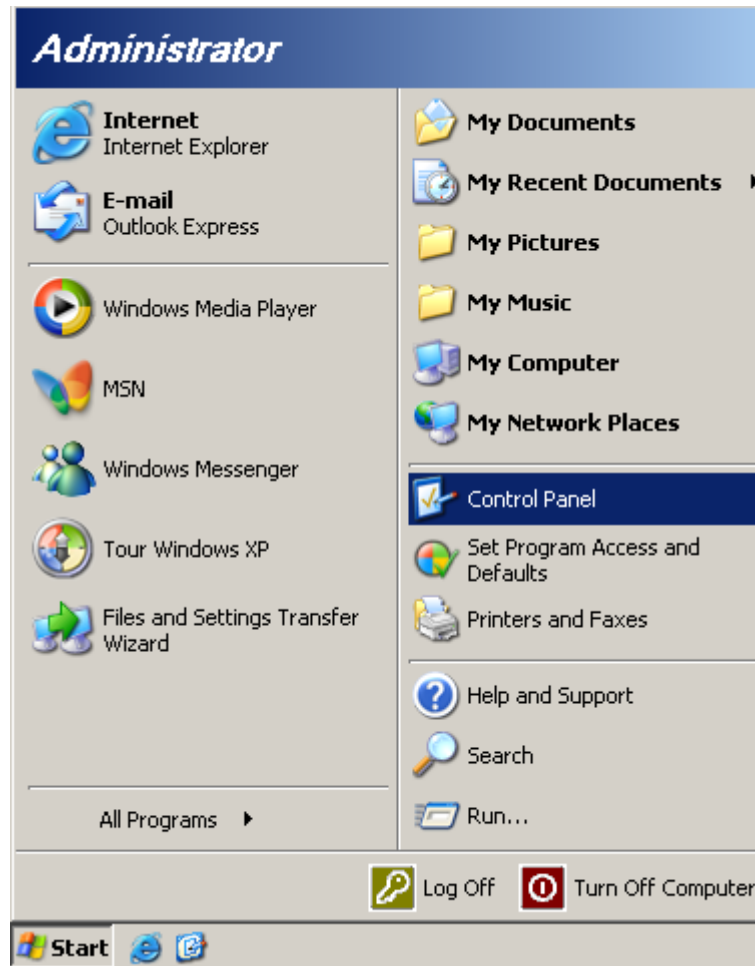 Administrator
Internet
Internet Explorer
E-mail
Outlook Express
Windows Media Player
MSN
Windows Messenger
Tour Windows XP
Files and Settings Transfer
Wizard
All Programs
My Documents
My Recent Documents
My Pictures
My Music
My Computer
My Network Places
Control Panel
Set Program Access and
Defaults
Printers and Faxes
Help and Support
Search
Run...
Log Off
Turn Off Computer
Start